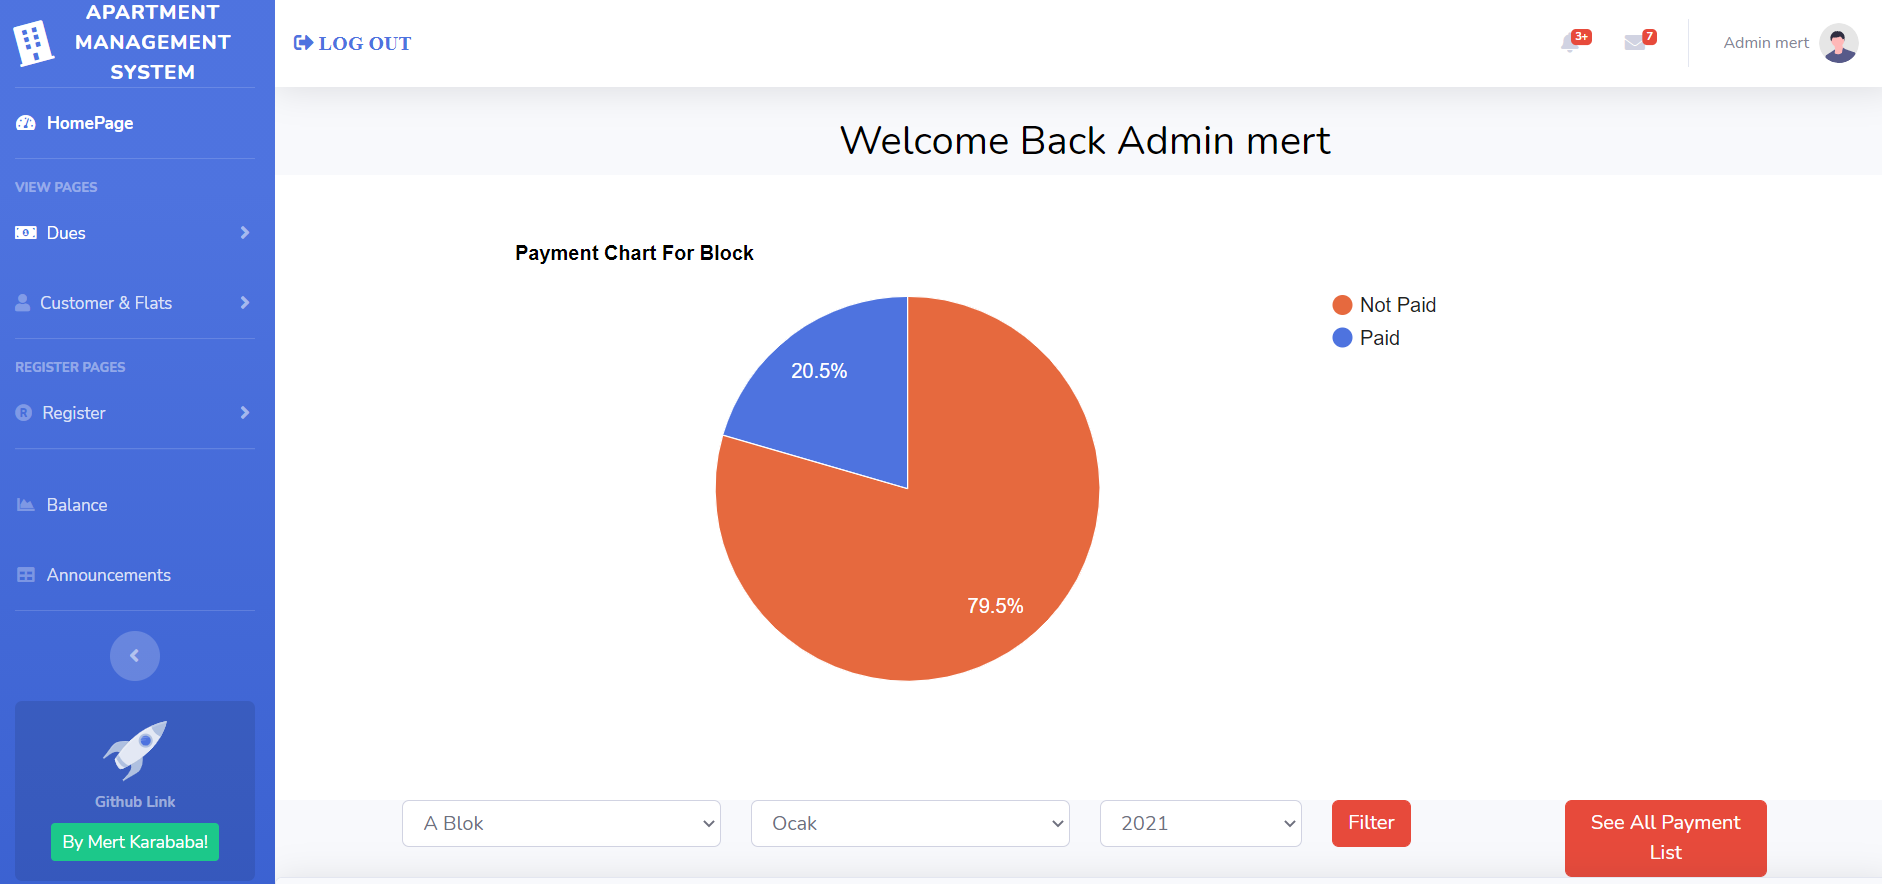 APARTMENT
MANAGEMENT
SYSTEM
HomePage
VIEW PAGES
Dues
Customer & Flats
REGISTER PAGES
Register
Balance
Announcements
Github Link
By Mert Karababa!
LOG OUT
3+
7
Admin mert
Welcome Back Admin mert
Payment Chart For Block
Not Paid
Paid
20.5%
79.5%
A Blok
Ocak
2021
Filter
See All Payment
List